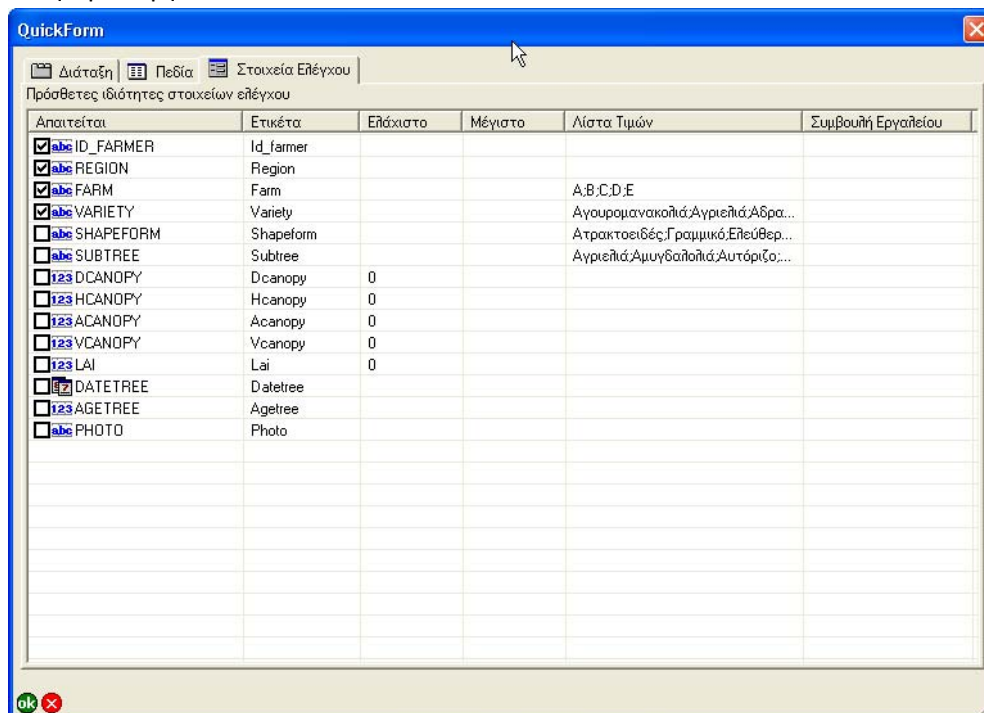 QuickForm
Διάταξη Πεδία Στοιχεία Ελέγχου
Πρόσθετες ιδιότητες στοιχείων ελέγχου
Απαιτείται Ετικέτα Ελάχιστο Μέγιστο Λίστα Τιμών Συμβουλή Εργαλείου
abc ID_FARMER Id_farmer
abc REGION Region
abc FARM Farm A;B;C;D;E
abc VARIETY Variety Αγουρομανακολιά;Αγριελιά;Αδρα...
abc SHAPEFORM Shapeform Ατρακτοειδές;Γραμμικό;Ελεύθερ...
abc SUBTREE Subtree Αγριελιά;Αμυγδαλολιά;Αυτόριζο;...
123 DCANOPY Dcanopy 0
123 HCANOPY Hcanopy 0
123 ACANOPY Acanopy 0
123 VCANOPY Vcanopy 0
123 LAI Lai 0
DATETREE Datetree
123 AGETREE Agetree
abc PHOTO Photo
ok